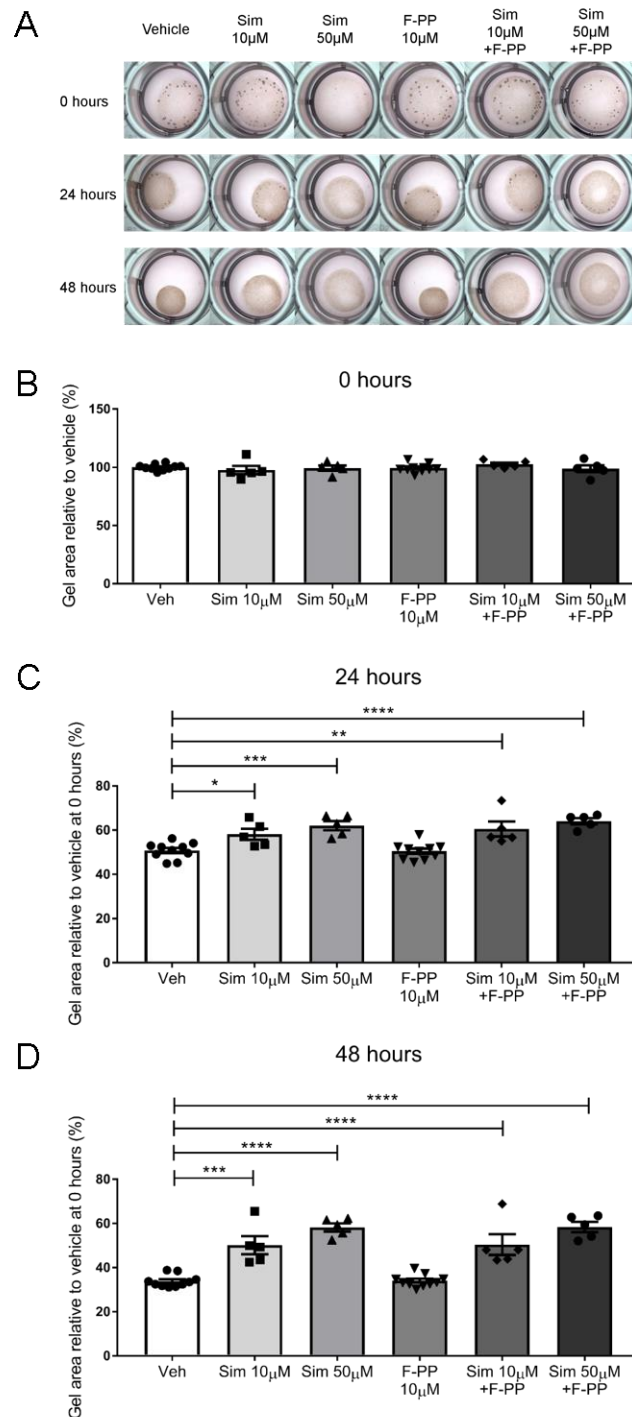 A
Vehicle
Sim
10µM
Sim
50µM
F-PP
10µM
Sim
10µM
+F-PP
Sim
50µM
+F-PP
0 hours
24 hours
48 hours
B
0 hours
Gel area relative to vehicle (%)
150
100
50
0
Veh
Sim 10µM
Sim 50µM
F-PP
10µM
Sim 10µM
+F-PP
Sim 50µM
+F-PP
C
24 hours
Gel area relative to vehicle at 0 hours (%)
****
**
***
*
80
60
40
20
0
Veh
Sim 10µM
Sim 50µM
F-PP
10µM
Sim 10µM
+F-PP
Sim 50µM
+F-PP
D
48 hours
Gel area relative to vehicle at 0 hours (%)
****
****
****
***
80
60
40
20
0
Veh
Sim 10µM
Sim 50µM
F-PP
10µM
Sim 10µM
+F-PP
Sim 50µM
+F-PP